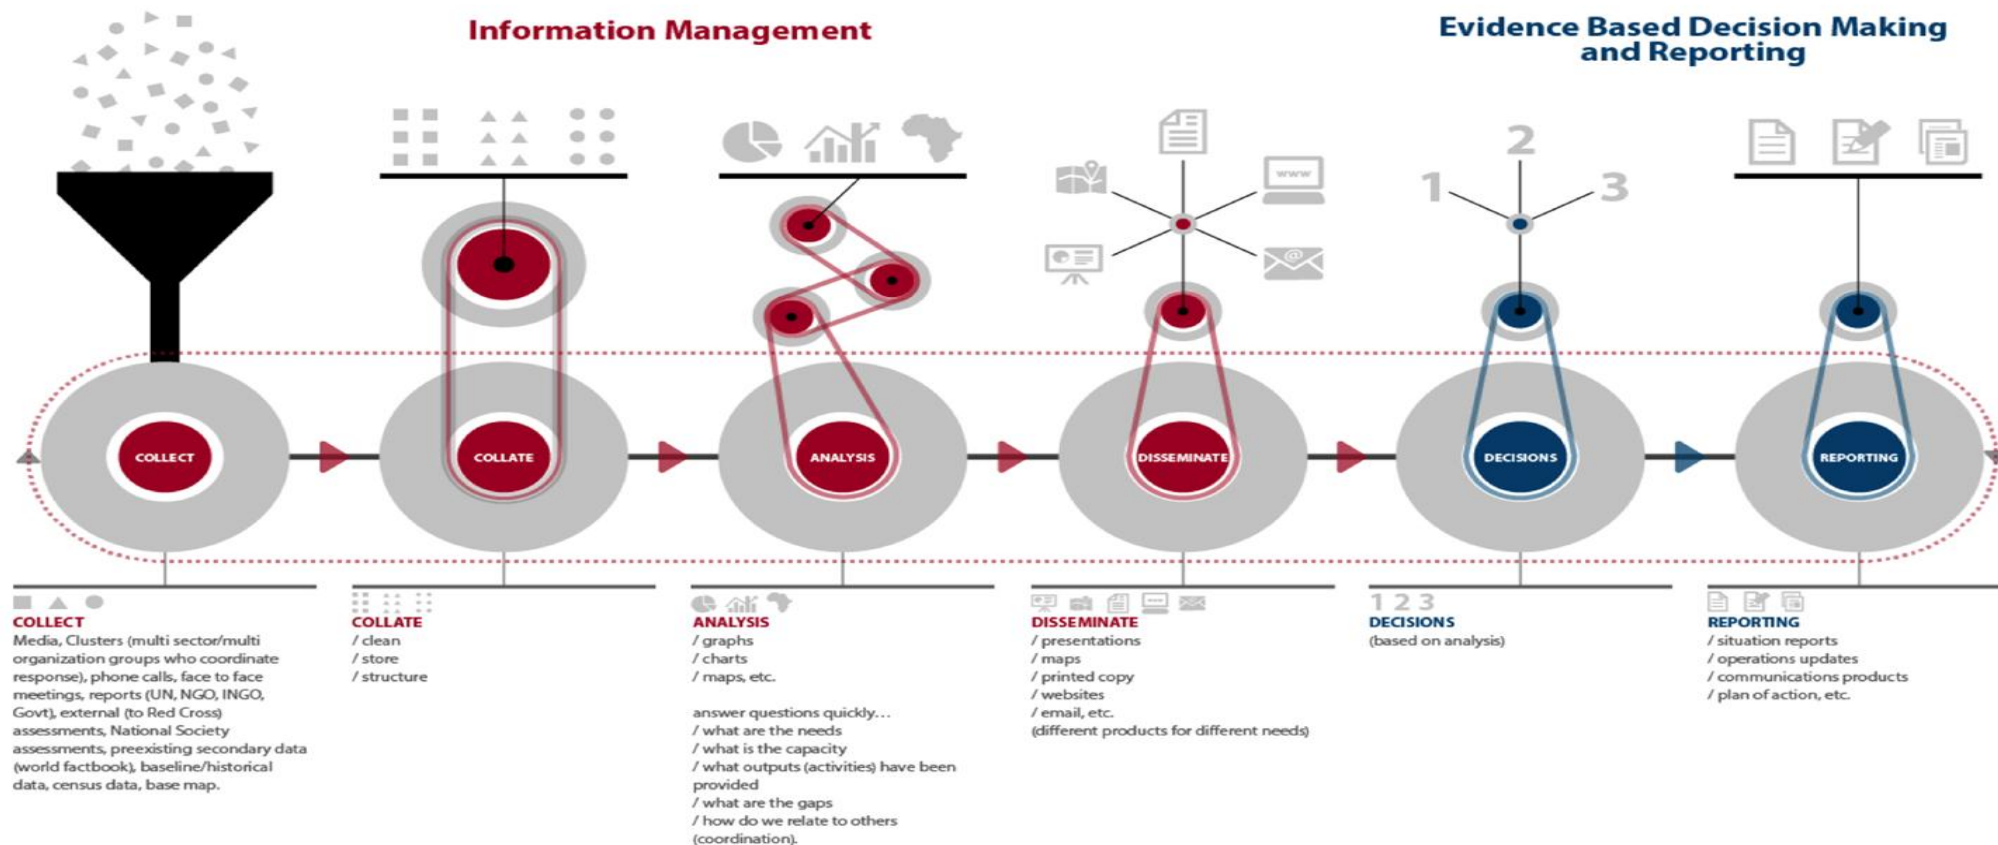 Information Management
Evidence Based Decision Making
and Reporting
2
1
3
www
@
COLLECT
COLLATE
ANALYSIS
DISSEMINATE
DECISIONS
REPORTING
COLLECT
Media, Clusters (multi sector/multi
organization groups who coordinate
response), phone calls, face to face
meetings, reports (UN, NGO, INGO,
Govt), external (to Red Cross)
assessments, National Society
assessments, preexisting secondary data
(world factbook), baseline/historical
data, census data, base map.
COLLATE
/ clean
/ store
/ structure
ANALYSIS
/ graphs
/ charts
/ maps, etc.
answer questions quickly...
/ what are the needs
/ what is the capacity
/ what outputs (activities) have been
provided
/ what are the gaps
/ how do we relate to others
(coordination).
DISSEMINATE
/ presentations
/ maps
/ printed copy
/ websites
/ email, etc.
(different products for different needs)
1 2 3
DECISIONS
(based on analysis)
REPORTING
/ situation reports
/ operations updates
/ communications products
/ plan of action, etc.